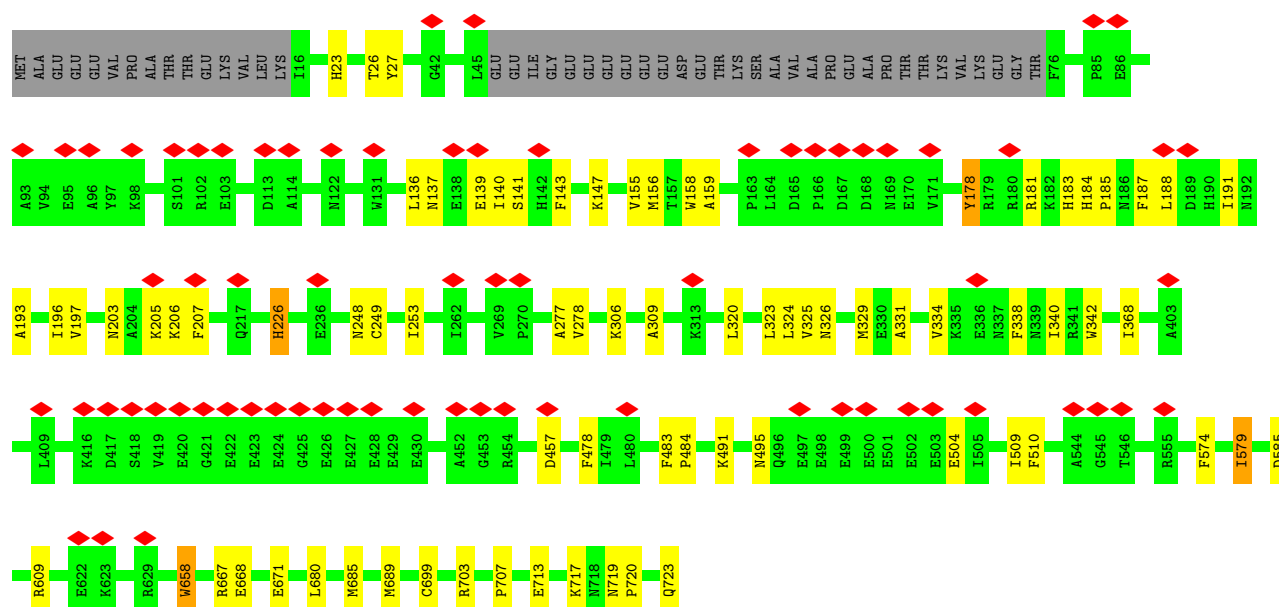 MET ALA GLU GLU GLU VAL PRO ALA THR THR GLU LYS VAL LEU LYS I16 H23 T26 Y27 G42 L45 GLU GLU ILE GLY GLU GLU GLU GLU GLU GLU ASP GLU THR LYS SER ALA VAL ALA PRO GLU ALA PRO THR THR LYS VAL LYS GLU GLY THR F76 P85 E86
A93 V94 E95 A96 Y97 K98 S101 R102 E103 D113 A114 N122 W131 L136 N137 E138 E139 I140 S141 H142 F143 K147 V155 M156 T157 W158 A159 P163 L164 D165 P166 D167 D168 N169 E170 V171 Y178 R179 R180 R181 K182 H183 H184 P185 N186 F187 L188 D189 H190 I191 N192
A193 I196 V197 N203 A204 K205 K206 F207 Q217 H226 E236 N248 C249 I253 I262 V269 P270 A277 V278 K306 A309 K313 L320 L323 L324 V325 N326 M329 E330 A331 V334 K335 E336 N337 F338 N339 I340 R341 W342 I368 A403
L409 K416 D417 S418 V419 E420 G421 E422 E423 E424 G425 E426 E427 E428 E429 E430 A452 G453 R454 D457 F478 I479 L480 F483 P484 K491 N495 Q496 E497 E498 E499 E500 E501 E502 E503 E504 I505 I509 F510 A544 G545 T546 R555 F574 I579 D585
R609 E622 K623 R629 W658 R667 E668 E671 L680 M685 M689 C699 R703 P707 E713 K717 N718 N719 P720 Q723